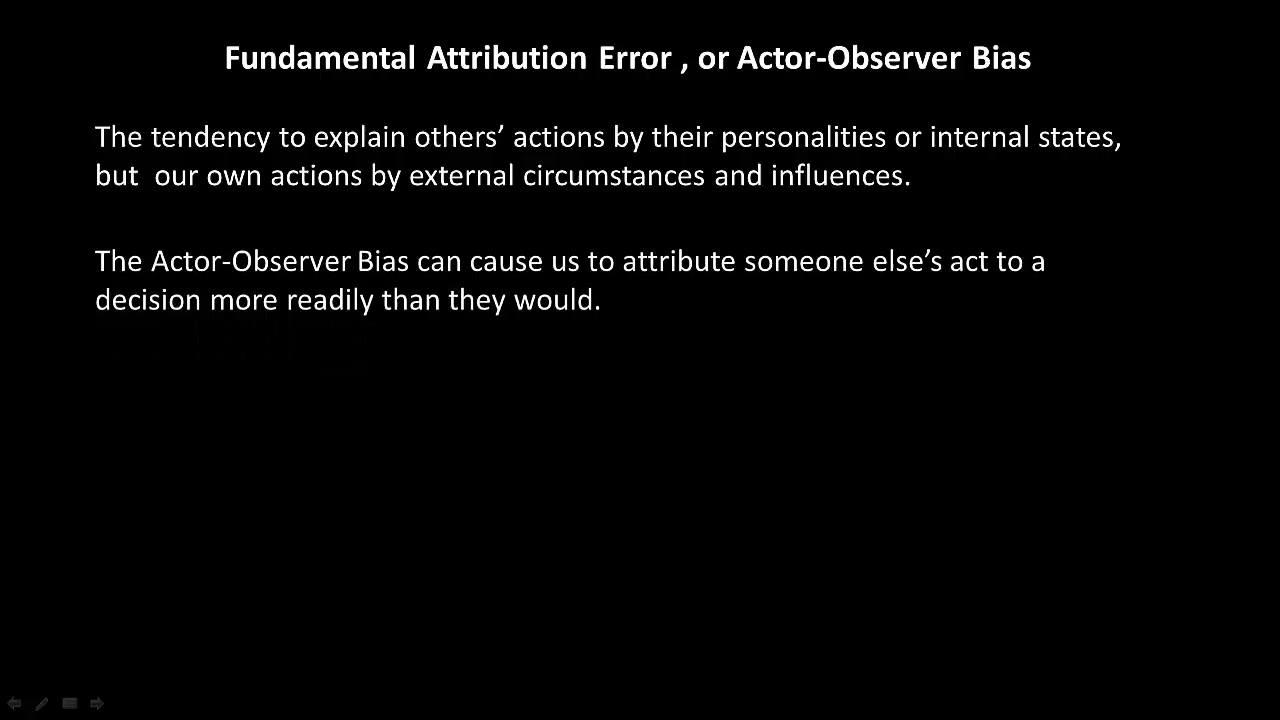 Fundamental Attribution Error , or Actor-Observer Bias
The tendency to explain others’ actions by their personalities or internal states,
but  our own actions by external circumstances and influences.
The Actor-Observer Bias can cause us to attribute someone else’s act to a
decision more readily than they would.